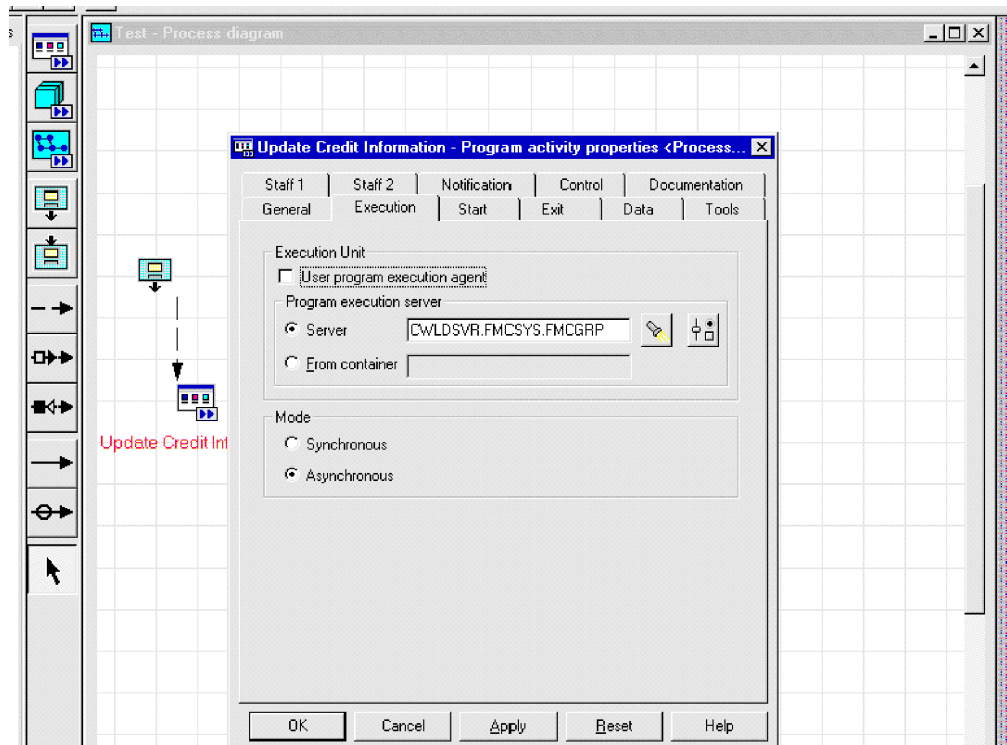 s
Test - Process diagram
Update Credit Information - Program activity properties <Process...
Staff 1 Staff 2 Notification Control Documentation
General Execution Start Exit Data Tools
Execution Unit
User program execution agent
Program execution server
Server CWLDSVR.FMCSYS.FMCGRP
From container
Mode
Synchronous
Asynchronous
Update Credit Inf
OK Cancel Apply Reset Help